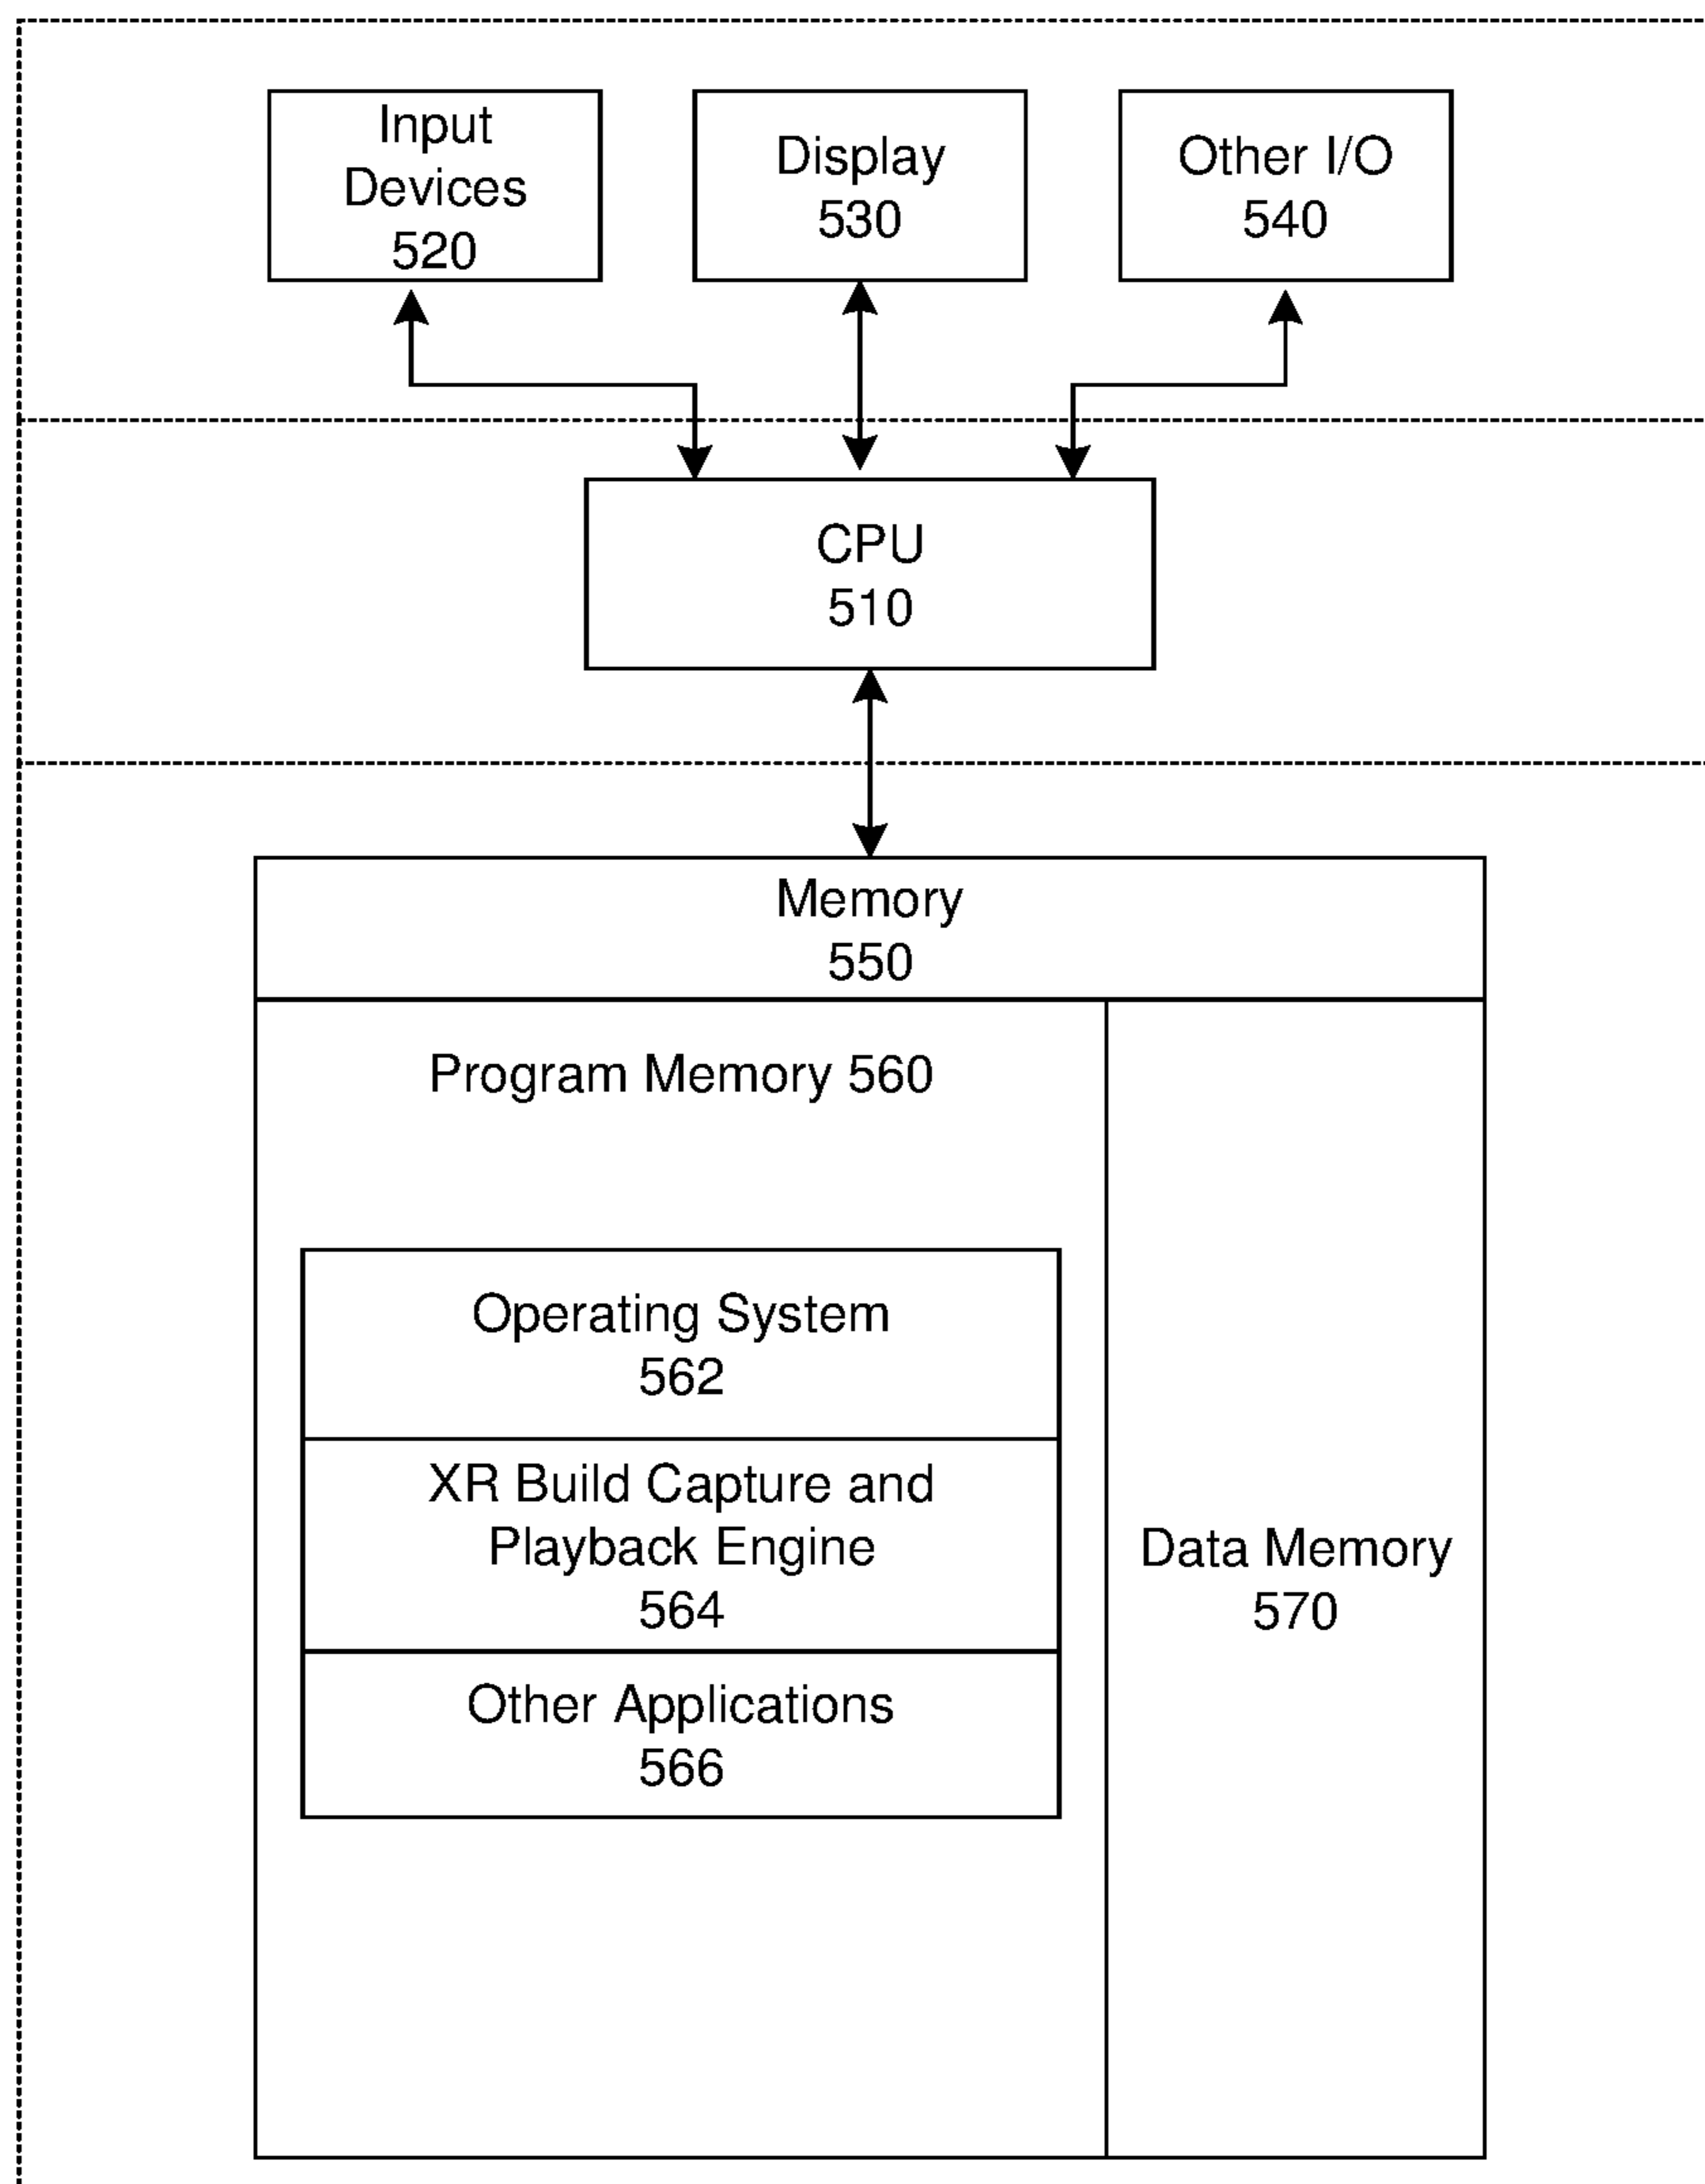 Input
Devices
520
Display
530
Other I/O
540
CPU
510
Memory
550
Program Memory 560
Operating System
562
XR Build Capture and
Playback Engine
564
Other Applications
566
Data Memory
570